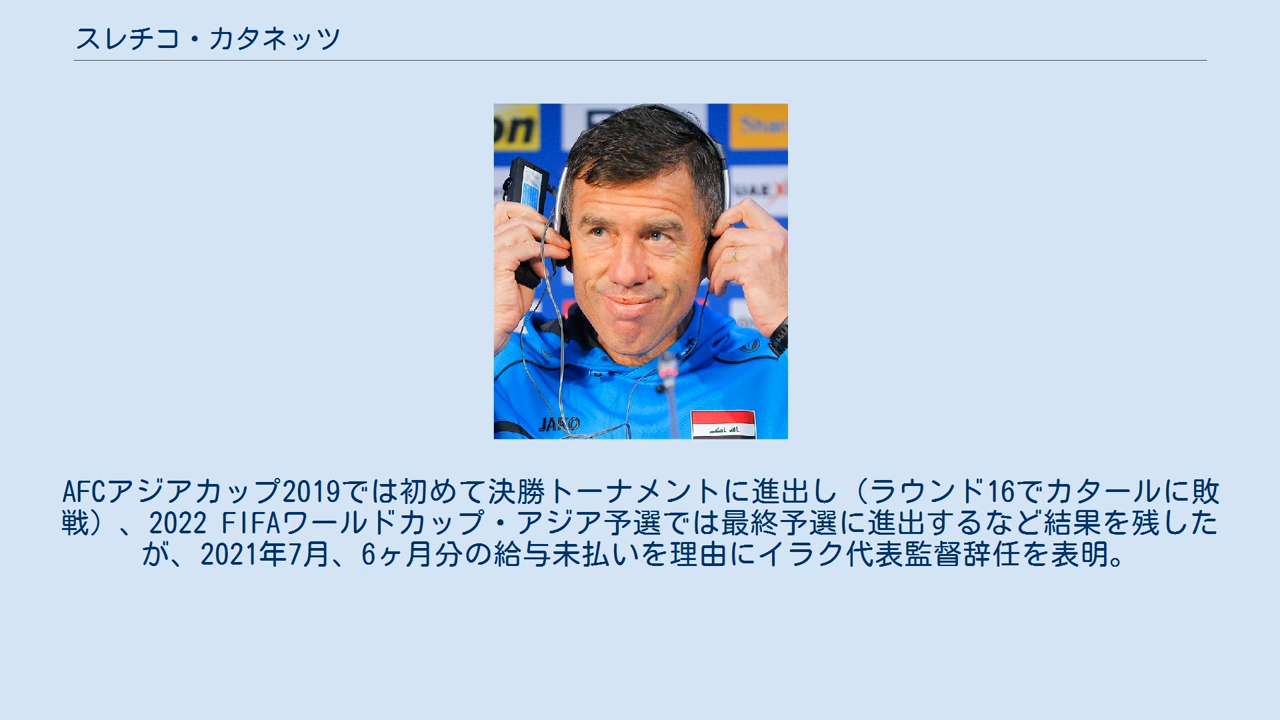 スレチコ・カタネッツ
on
Shar
UAE
JAKO
الله اكبر
AFCアジアカップ2019では初めて決勝トーナメントに進出し（ラウンド16でカタールに敗
戦）、2022 FIFAワールドカップ・アジア予選では最終予選に進出するなど結果を残した
が、2021年7月、6ヶ月分の給与未払いを理由にイラク代表監督辞任を表明。